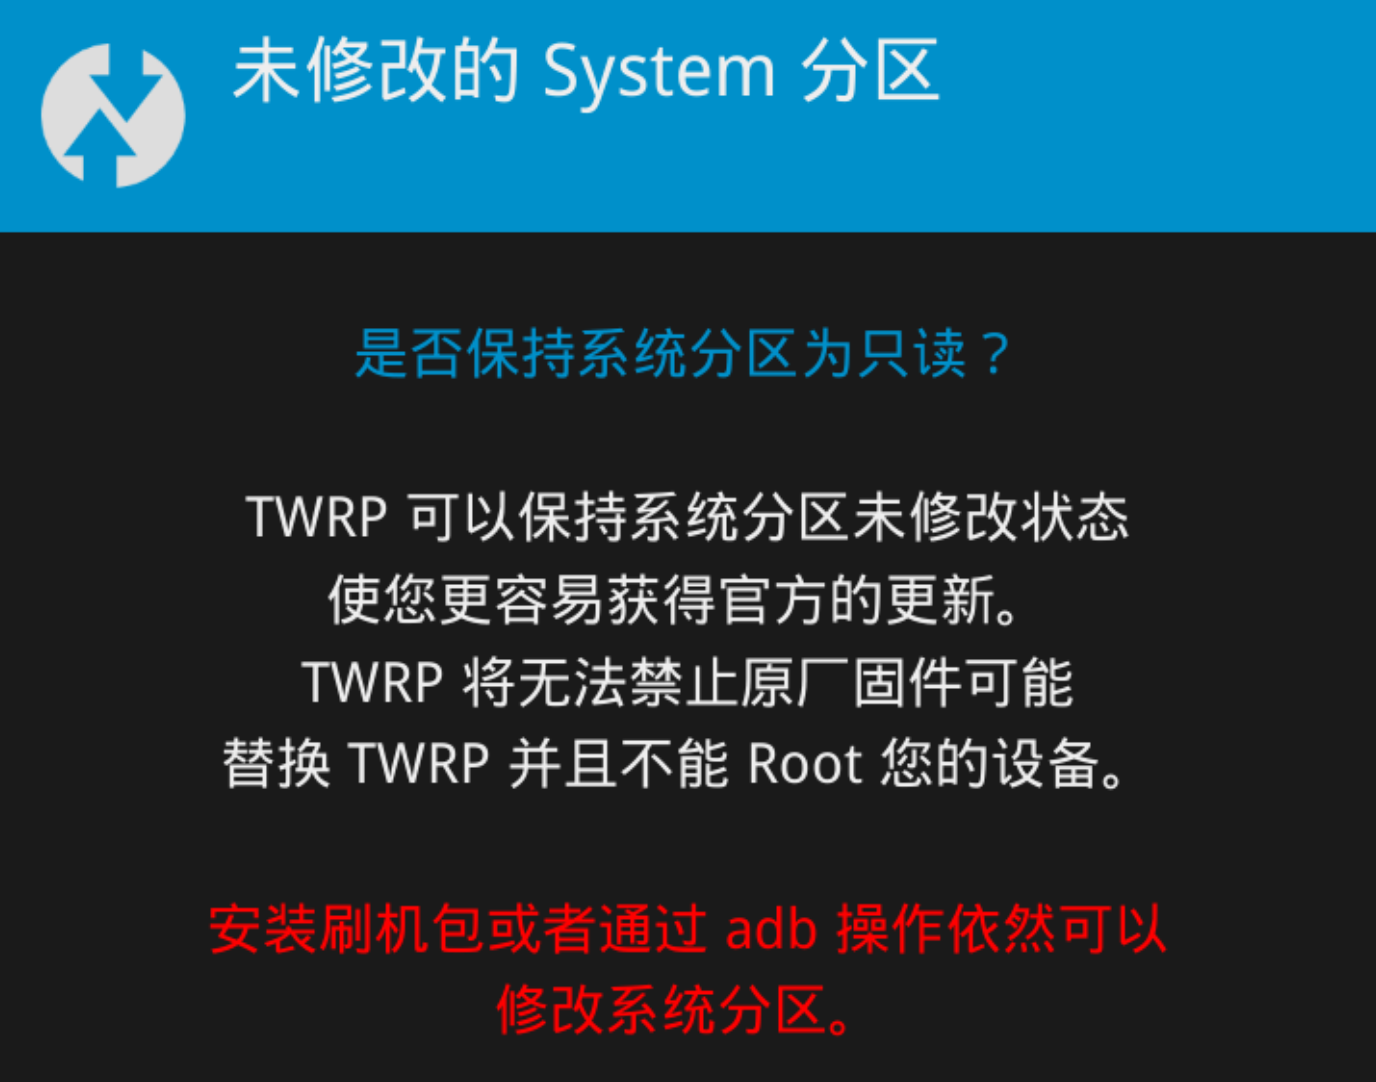 未修改的 System 分区
是否保持系统分区为只读？
TWRP 可以保持系统分区未修改状态
使您更容易获得官方的更新。
TWRP 将无法禁止原厂固件可能
替换 TWRP 并且不能 Root 您的设备。
安装刷机包或者通过 adb 操作依然可以
修改系统分区。